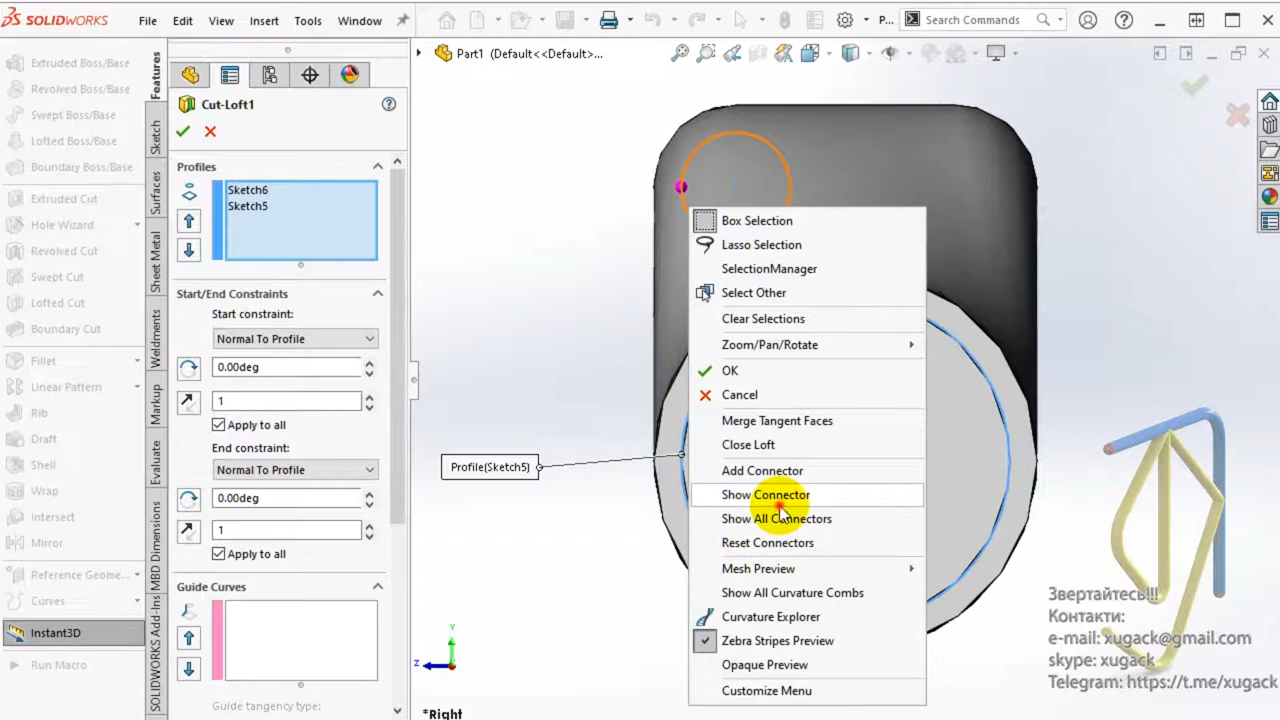 SOLIDWORKS
File Edit View Insert Tools Window
P... Search Commands
Extruded Boss/Base
Revolved Boss/Base
Swept Boss/Base
Lofted Boss/Base
Boundary Boss/Base
Extruded Cut
Hole Wizard
Revolved Cut
Swept Cut
Lofted Cut
Boundary Cut
Fillet
Linear Pattern
Rib
Draft
Shell
Wrap
Intersect
Mirror
Reference Geome...
Curves
Instant3D
Run Macro
Features
Sketch
Surfaces
Sheet Metal
Weldments
Markup
Evaluate
MBD Dimensions
SOLIDWORKS Add-Ins
Cut-Loft1
Profiles
Sketch6
Sketch5
Start/End Constraints
Start constraint:
Normal To Profile
0.00deg
1
Apply to all
End constraint:
Normal To Profile
0.00deg
1
Apply to all
Guide Curves
Guide tangency type:
Part1 (Default<<Default>...
Profile(Sketch5)
Box Selection
Lasso Selection
SelectionManager
Select Other
Clear Selections
Zoom/Pan/Rotate
OK
Cancel
Merge Tangent Faces
Close Loft
Add Connector
Show Connector
Show All Connectors
Reset Connectors
Mesh Preview
Show All Curvature Combs
Curvature Explorer
Zebra Stripes Preview
Opaque Preview
Customize Menu
Y
Z
*Right
Звертайтесь!!!
Контакти:
e-mail: xugack@gmail.com
skype: xugack
Telegram: https://t.me/xugack